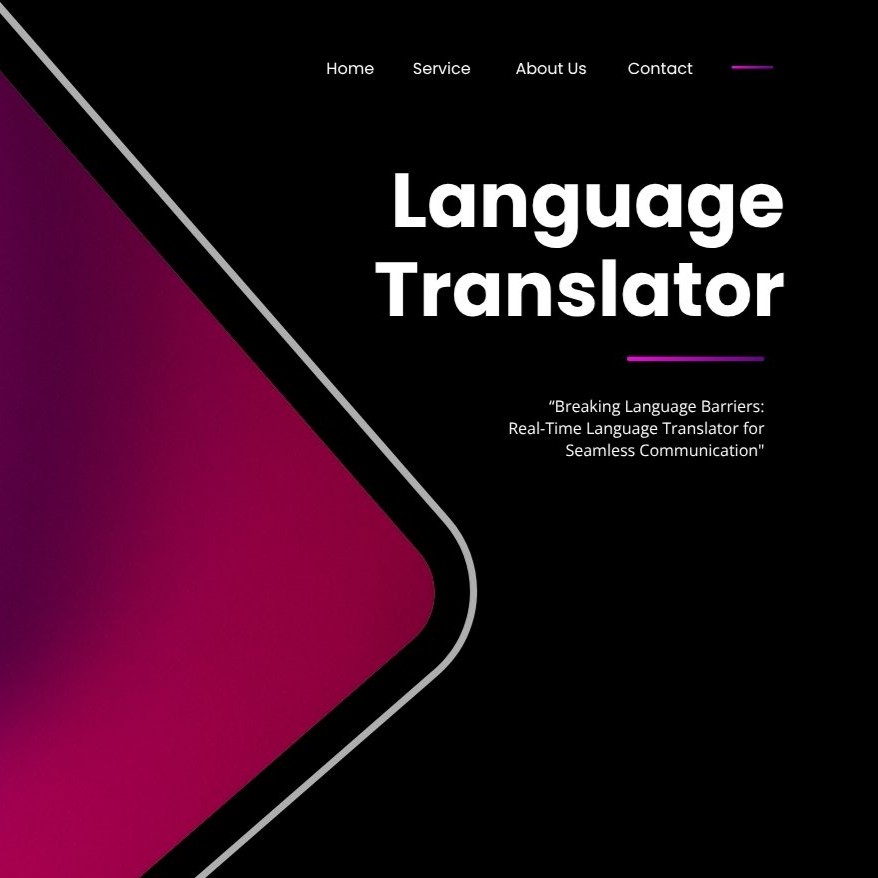 Home Service About Us Contact
Language
Translator
“Breaking Language Barriers:
Real-Time Language Translator for
Seamless Communication"